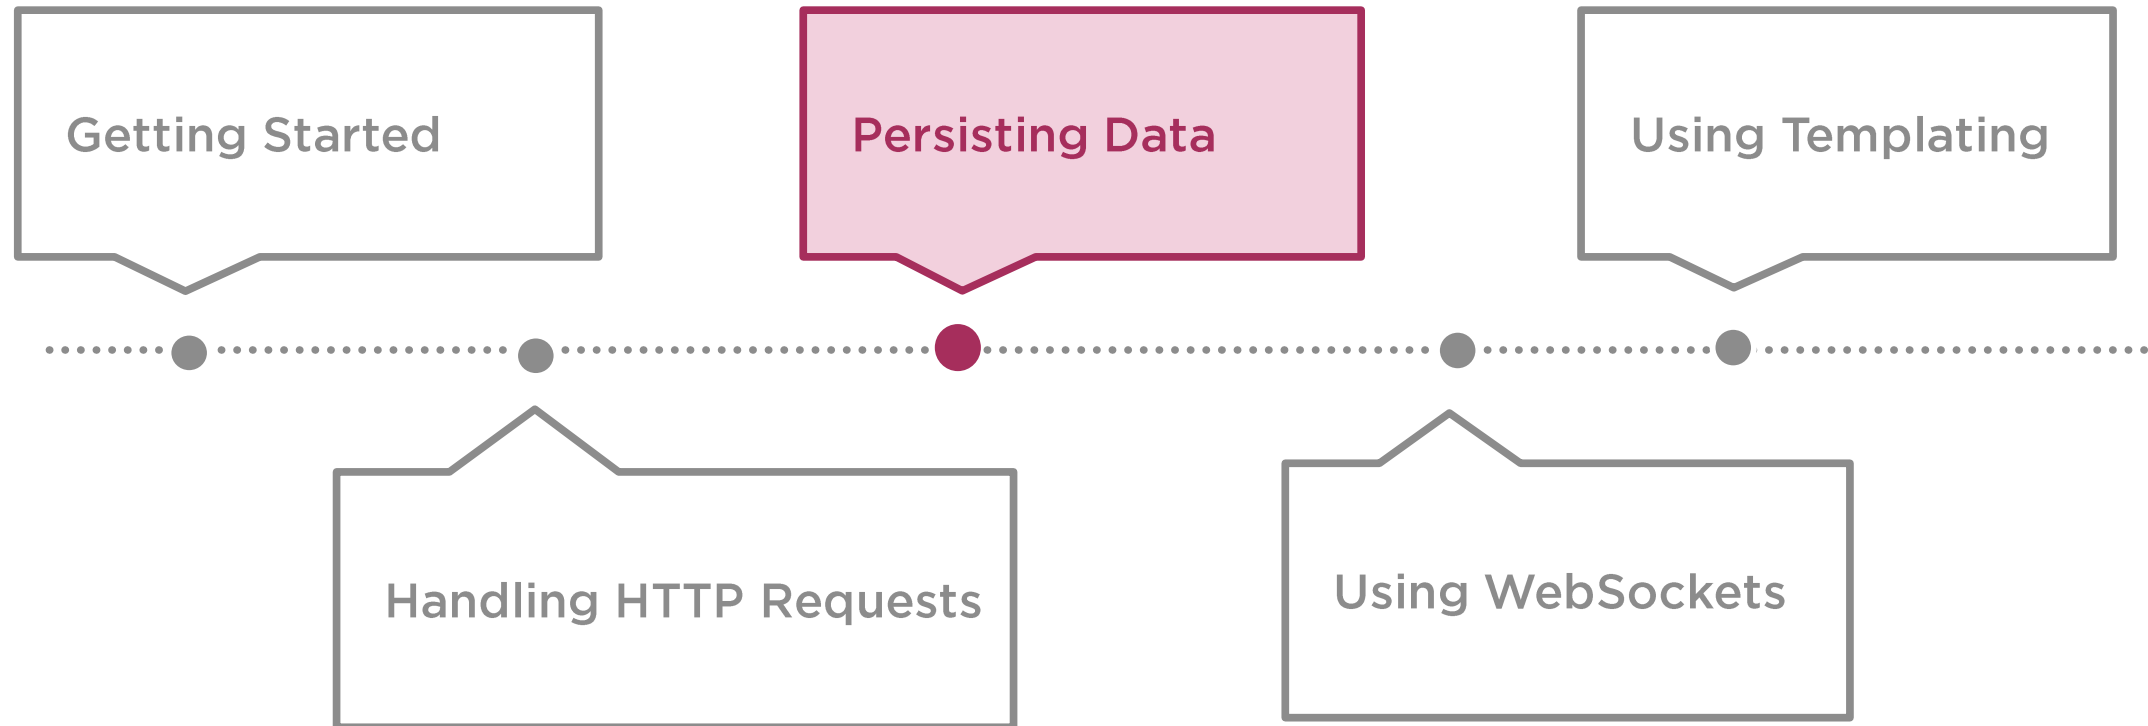 Getting Started
Persisting Data
Using Templating
Handling HTTP Requests
Using WebSockets